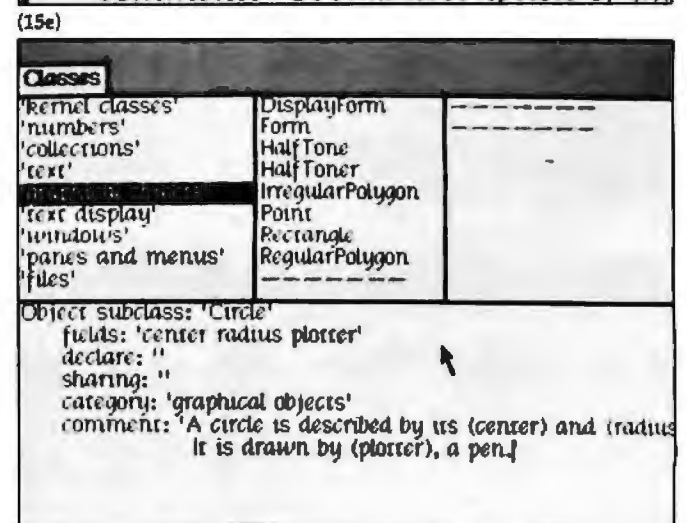 (15e)
Classes
'kernel classes'
'numbers'
'collections'
'text'
'text display'
'windows'
'panes and menus'
'files'
DisplayForm
Form
HalfTone
HalfToner
IrregularPolygon
Point
Rectangle
RegularPolygon
Object subclass: 'Circle'
fields: 'center radius plotter'
declare: ''
sharing: ''
category: 'graphical objects'
comment: 'A circle is described by its (center) and (radius
It is drawn by (plotter), a pen.